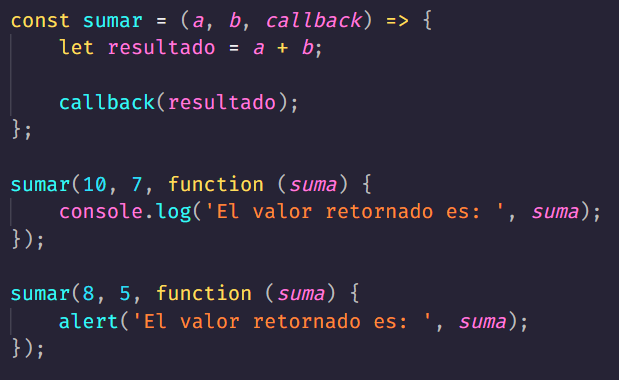 const sumar = (a, b, callback) => {
    let resultado = a + b;

    callback(resultado);
};

sumar(10, 7, function (suma) {
    console.log('El valor retornado es: ', suma);
});

sumar(8, 5, function (suma) {
    alert('El valor retornado es: ', suma);
});